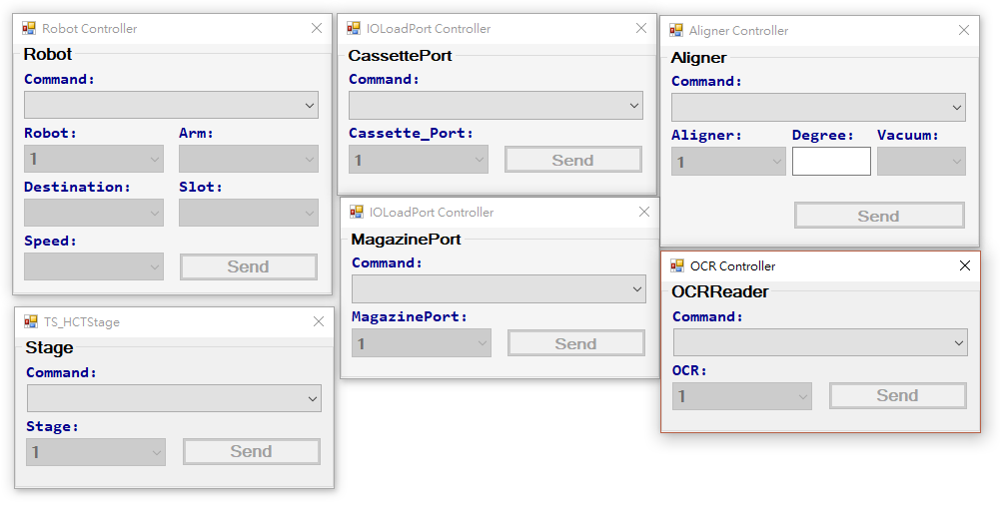 Robot Controller
Robot
Command:
Robot: Arm:
1
Destination: Slot:
Speed:
Send
IOLoadPort Controller
CassettePort
Command:
Cassette_Port:
1 Send
Aligner Controller
Aligner
Command:
Aligner: Degree: Vacuum:
1
Send
IOLoadPort Controller
MagazinePort
Command:
MagazinePort:
1 Send
OCR Controller
OCRReader
Command:
OCR:
1 Send
TS_HCTStage
Stage
Command:
Stage:
1 Send